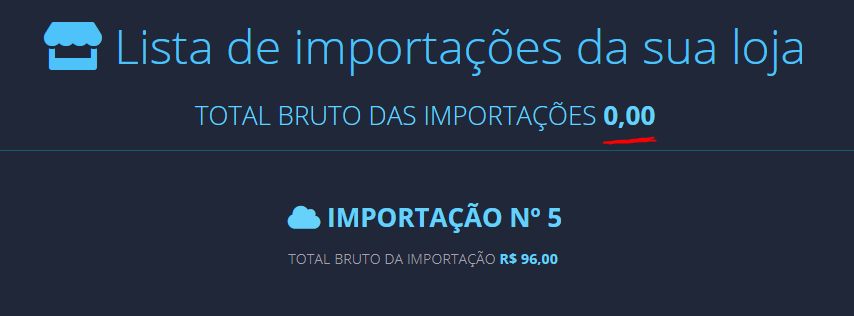 Lista de importações da sua loja
TOTAL BRUTO DAS IMPORTAÇÕES 0,00
IMPORTAÇÃO Nº 5
TOTAL BRUTO DA IMPORTAÇÃO R$ 96,00